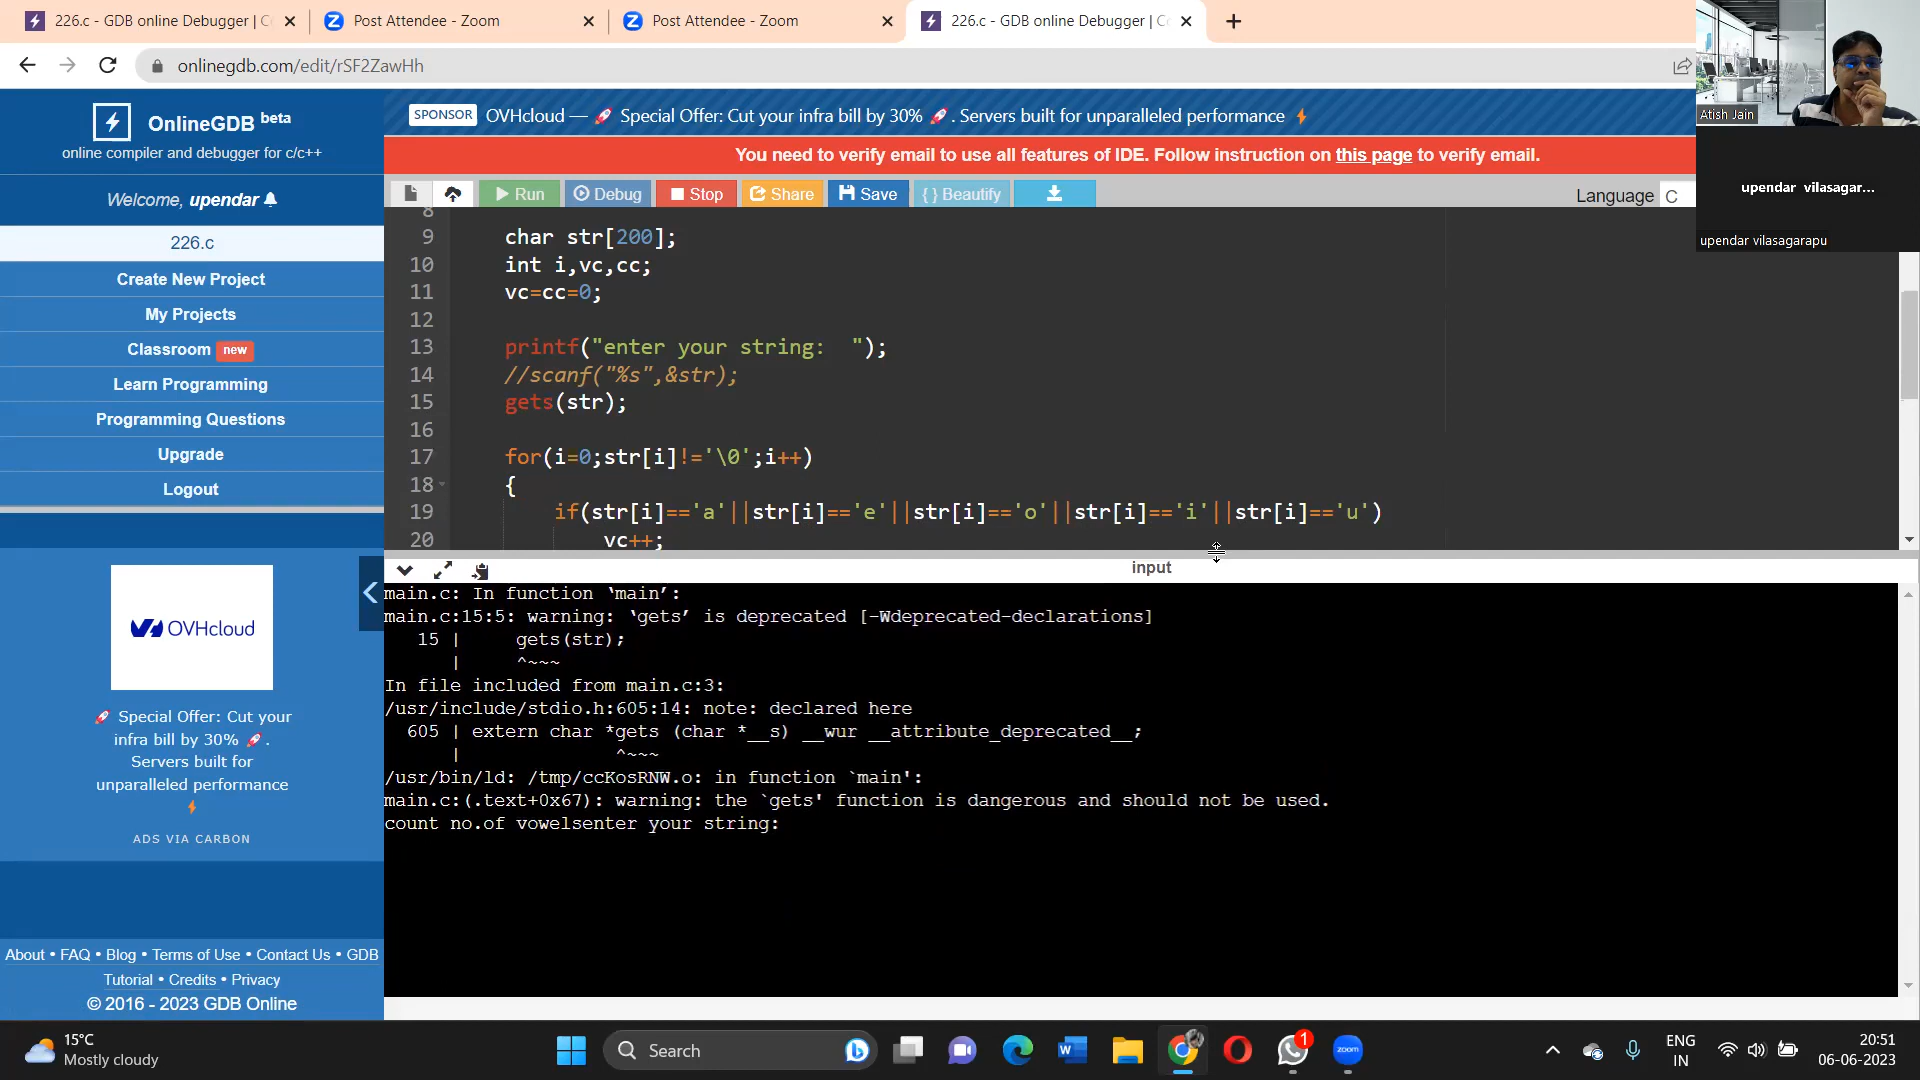 226.c - GDB online Debugger | C
Post Attendee - Zoom
Post Attendee - Zoom
226.c - GDB online Debugger | Co
onlinegdb.com/edit/rSF2ZawHh
Atish Jain
upendar vilasagar...
upendar vilasagarapu
OnlineGDB beta
online compiler and debugger for c/c++
Welcome, upendar
226.c
Create New Project
My Projects
Classroom new
Learn Programming
Programming Questions
Upgrade
Logout
OVHcloud
🚀 Special Offer: Cut your
infra bill by 30% 🚀.
Servers built for
unparalleled performance
⚡
ADS VIA CARBON
About • FAQ • Blog • Terms of Use • Contact Us • GDB
Tutorial • Credits • Privacy
© 2016 - 2023 GDB Online
SPONSOR OVHcloud — 🚀 Special Offer: Cut your infra bill by 30% 🚀. Servers built for unparalleled performance ⚡
You need to verify email to use all features of IDE. Follow instruction on this page to verify email.
Run Debug Stop Share Save { } Beautify Language C
8
9 char str[200];
10 int i,vc,cc;
11 vc=cc=0;
12
13 printf("enter your string:  ");
14 //scanf("%s",&str);
15 gets(str);
16
17 for(i=0;str[i]!='\0';i++)
18 {
19 if(str[i]=='a'||str[i]=='e'||str[i]=='o'||str[i]=='i'||str[i]=='u')
20 vc++;
input
main.c: In function ‘main’:
main.c:15:5: warning: ‘gets’ is deprecated [-Wdeprecated-declarations]
15 | gets(str);
| ^~~~
In file included from main.c:3:
/usr/include/stdio.h:605:14: note: declared here
605 | extern char *gets (char *__s) __wur __attribute_deprecated__;
| ^~~~
/usr/bin/ld: /tmp/ccKosRNW.o: in function `main':
main.c:(.text+0x67): warning: the `gets' function is dangerous and should not be used.
count no.of vowelsenter your string:
15°C
Mostly cloudy
Search
1
zoom
ENG
IN
20:51
06-06-2023